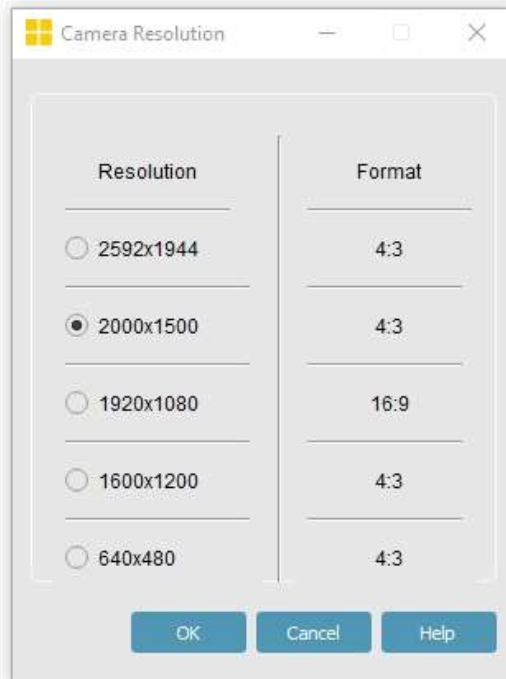 Camera Resolution
Resolution Format
2592x1944 4:3
2000x1500 4:3
1920x1080 16:9
1600x1200 4:3
640x480 4:3
OK Cancel Help